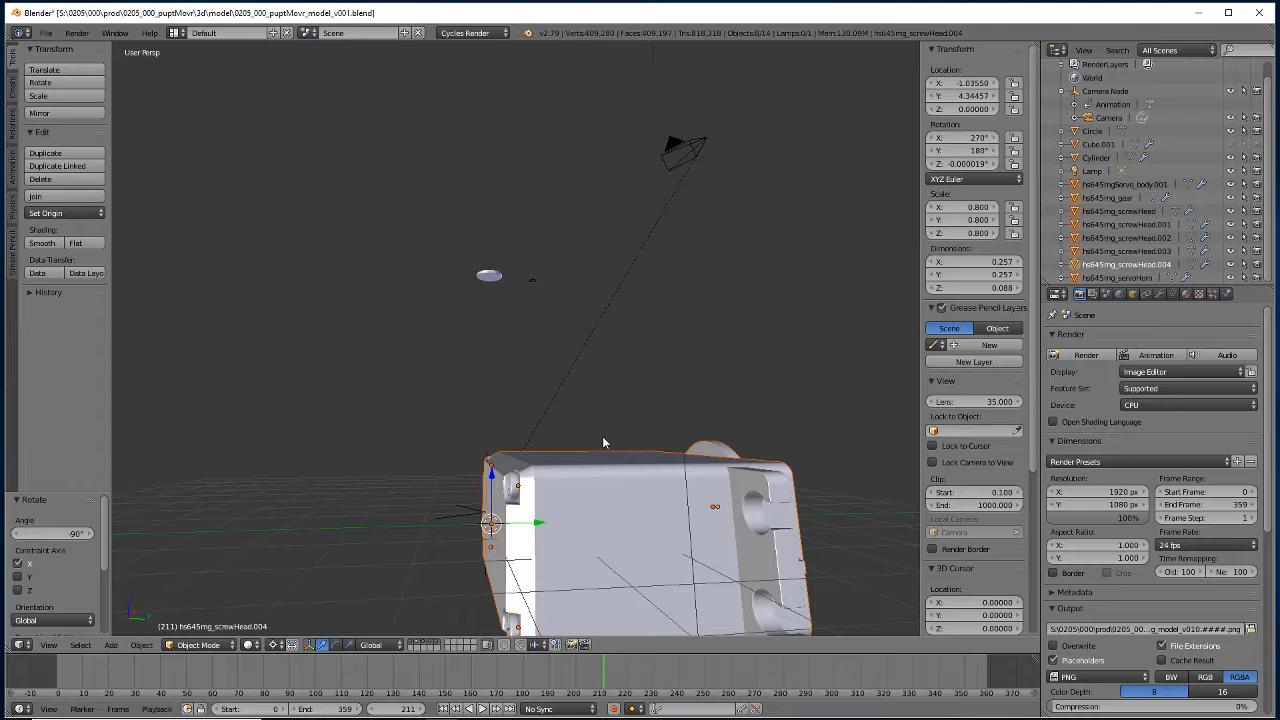 Blender* [S:\0205\000\prod\0205_000_puptMovr\3d\model\0205_000_puptMovr_model_v001.blend]
File Render Window Help Default Scene Cycles Render v2.79 | Verts:409,280 | Faces:409,197 | Tris:818,318 | Objects:8/14 | Lamps:0/1 | Mem:130.09M | hs645mg_screwHead.004
Tools
Create
Relations
Animation
Physics
Grease Pencil
Transform
Translate
Rotate
Scale
Mirror
Edit
Duplicate
Duplicate Linked
Delete
Join
Set Origin
Shading:
Smooth Flat
Data Transfer:
Data Data Layo
History
Rotate
Angle
-90°
Constraint Axis
X
Y
Z
Orientation
Global
User Persp
(211) hs645mg_screwHead.004
Transform
Location:
X: -1.03550
Y: 4.34457
Z: 0.00000
Rotation:
X: 270°
Y: 180°
Z: -0.000019°
XYZ Euler
Scale:
X: 0.800
Y: 0.800
Z: 0.800
Dimensions:
X: 0.257
Y: 0.257
Z: 0.088
Grease Pencil Layers
Scene Object
New
New Layer
View
Lens: 35.000
Lock to Object:
Lock to Cursor
Lock Camera to View
Clip:
Start: 0.100
End: 1000.000
Local Camera:
Camera
Render Border
3D Cursor
Location:
X: 0.00000
Y: 0.00000
Z: 0.00000
View Search All Scenes
RenderLayers
World
Camera Node
Animation
Camera
Circle
Cube.001
Cylinder
Lamp
hs645mgServo_body.001
hs645mg_gear
hs645mg_screwHead
hs645mg_screwHead.001
hs645mg_screwHead.002
hs645mg_screwHead.003
hs645mg_screwHead.004
hs645mg_servoHorn
Scene
Render
Render Animation Audio
Display: Image Editor
Feature Set: Supported
Device: CPU
Open Shading Language
Dimensions
Render Presets
Resolution: Frame Range:
X: 1920 px Start Frame: 0
Y: 1080 px End Frame: 359
100% Frame Step: 1
Aspect Ratio: Frame Rate:
X: 1.000 24 fps
Y: 1.000 Time Remapping:
Border Crop Old: 100 Ne: 100
Metadata
Output
S:\0205\000\prod\0205_00...g_model_v010.####.png
Overwrite File Extensions
Placeholders Cache Result
PNG BW RGB RGBA
Color Depth: 8 16
Compression: 0%
View Select Add Object Object Mode Global
-10 0 10 20 30 40 50 60 70 80 90 100 110 120 130 140 150 160 170 180 190 200 210 220 230 240 250 260 270 280 290 300 310 320 330 340 350 360 370
View Marker Frame Playback Start: 0 End: 359 211 No Sync